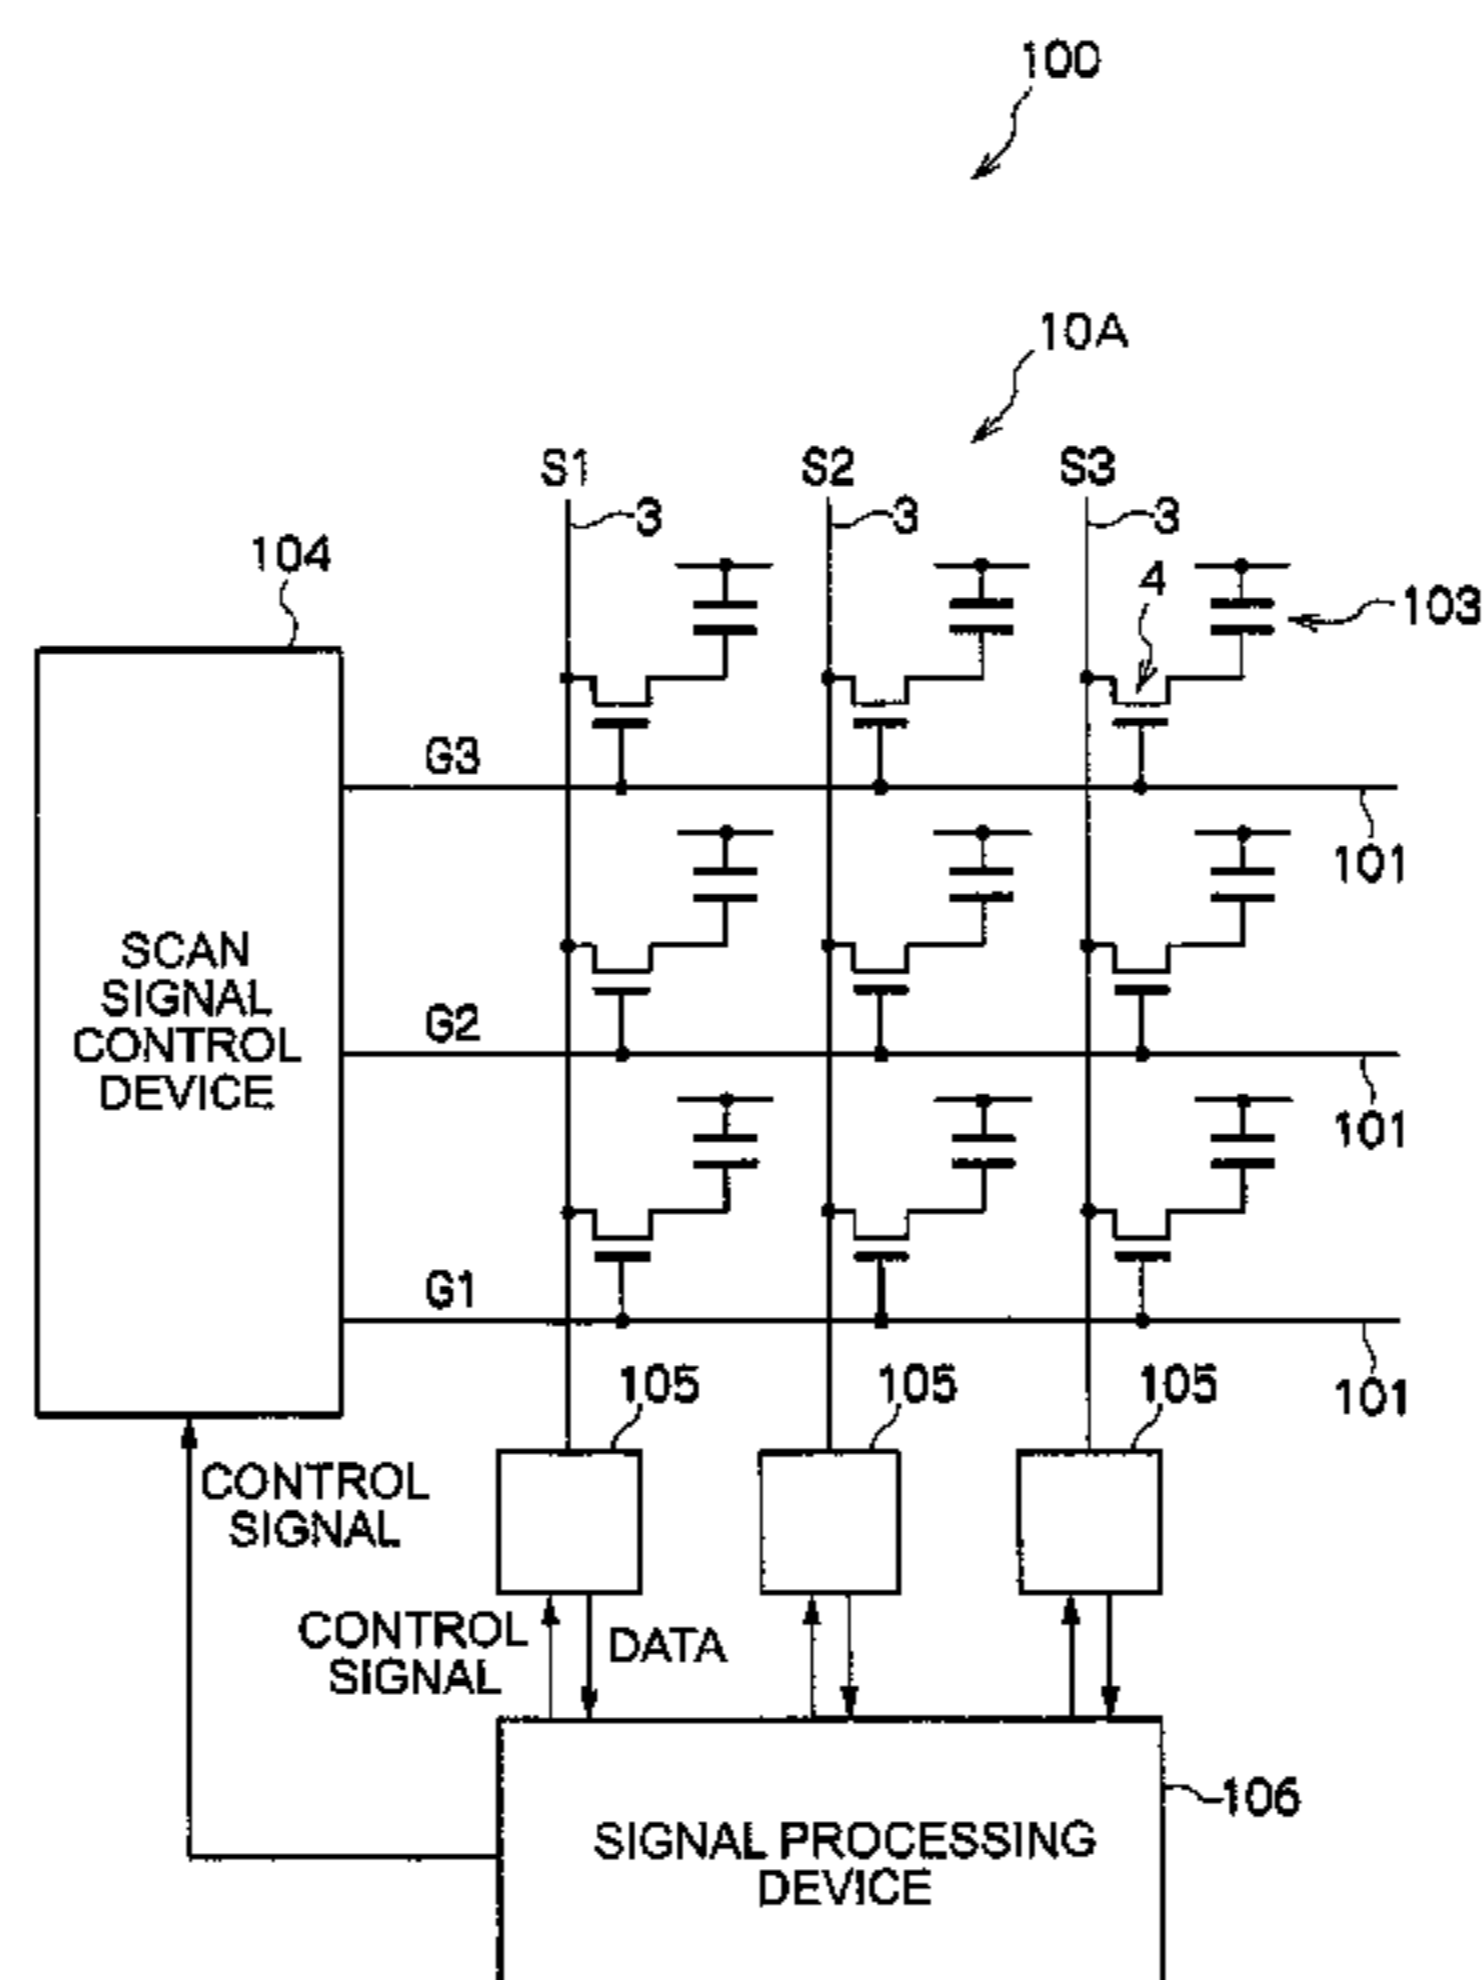 100
10A
S1
S2
S3
3
3
3
104
4
103
G3
101
SCAN
SIGNAL
CONTROL
DEVICE
G2
101
G1
105
105
105
101
CONTROL
SIGNAL
CONTROL
SIGNAL
DATA
106
SIGNAL PROCESSING
DEVICE